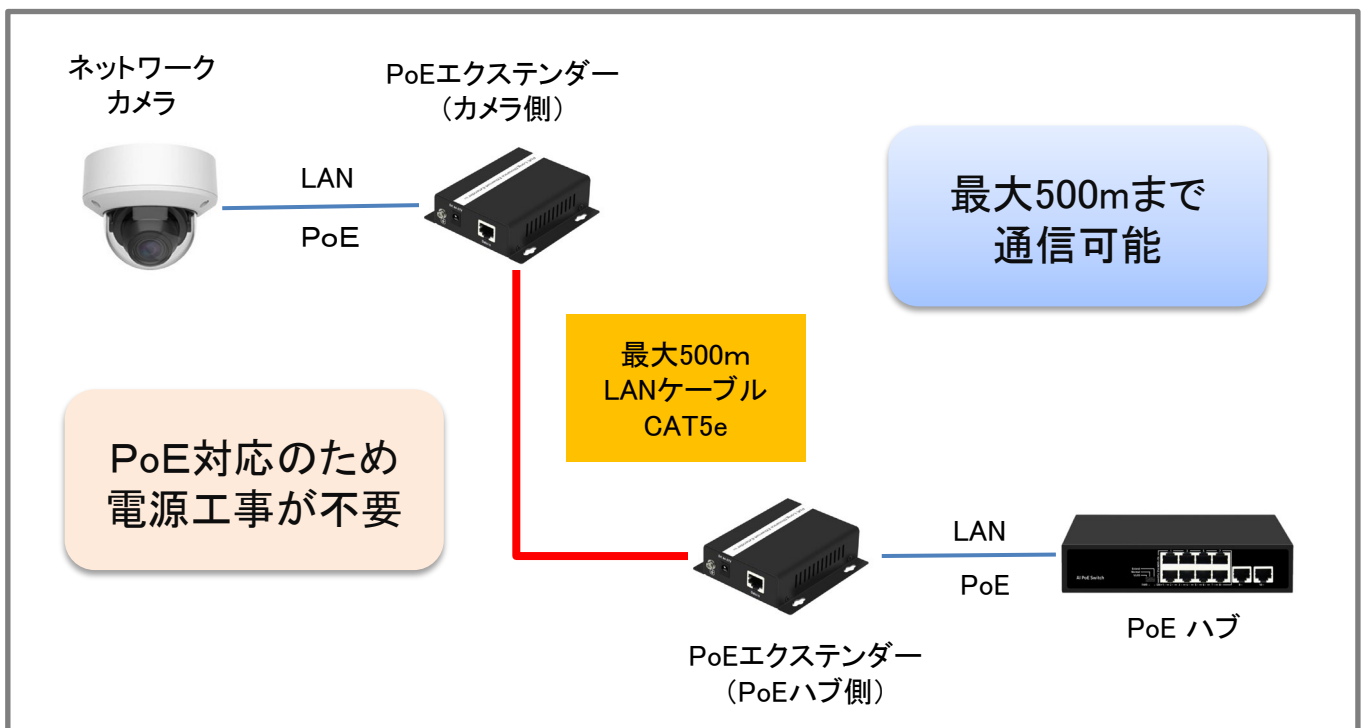 ネットワーク
カメラ
PoEエクステンダー
（カメラ側）
LAN
PoE
最大500mまで
通信可能
最大500m
LANケーブル
CAT5e
PoE対応のため
電源工事が不要
LAN
PoE
AI PoE Switch
PoE ハブ
PoEエクステンダー
（PoEハブ側）